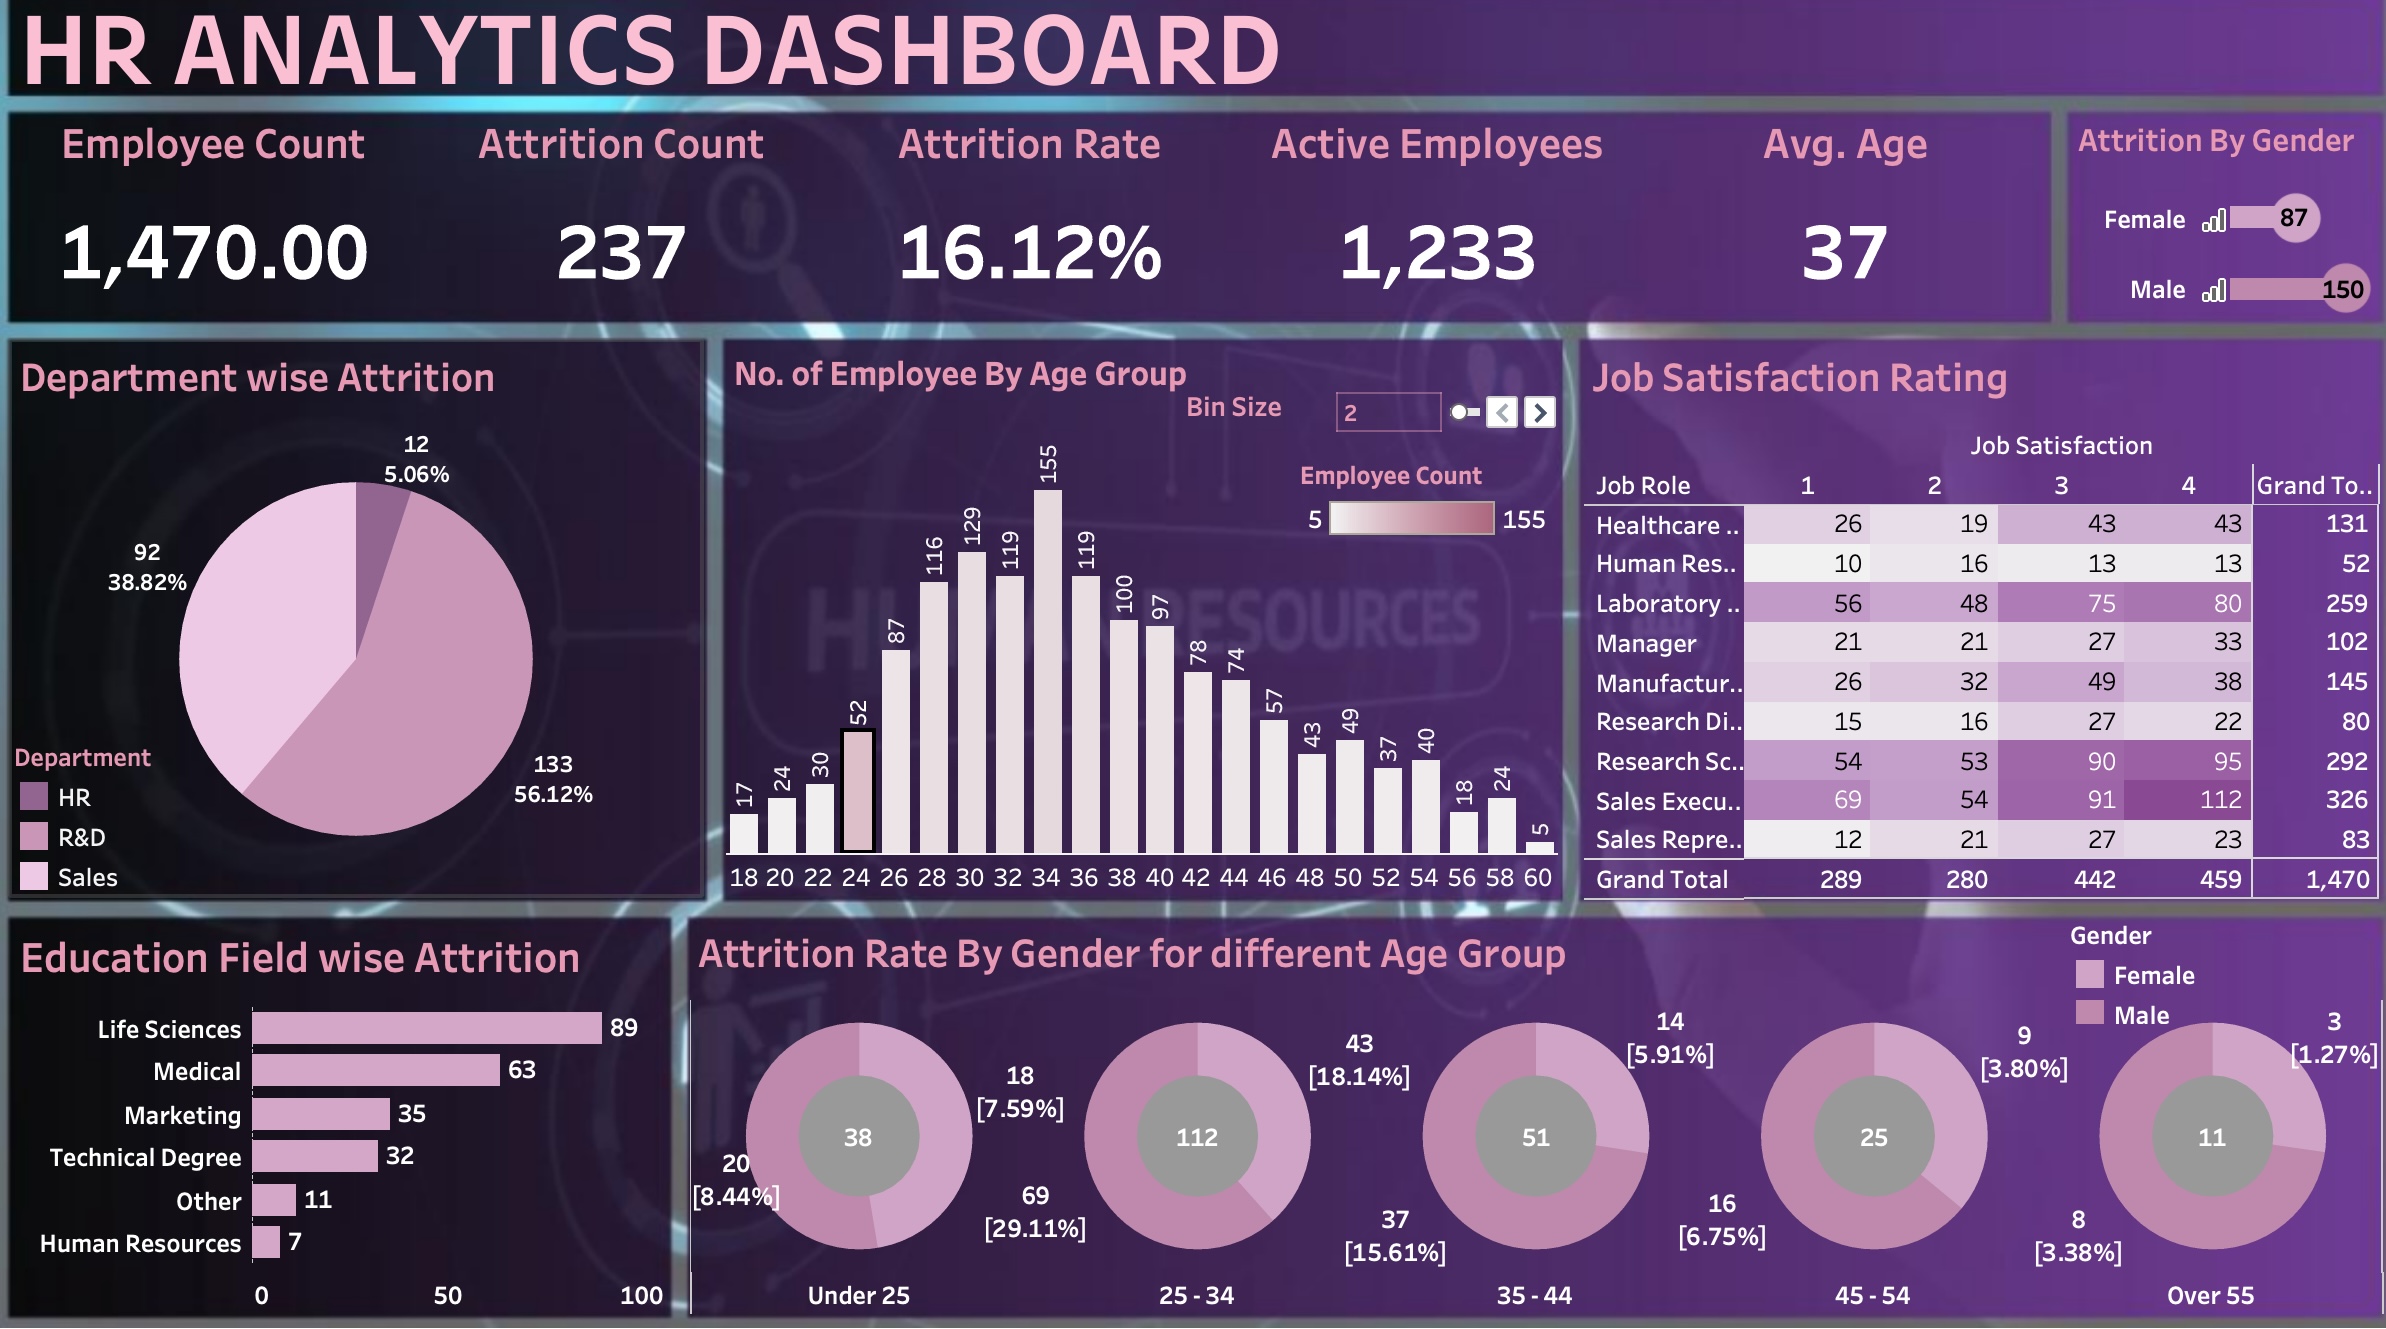 HR ANALYTICS DASHBOARD
Employee Count
Attrition Count
Attrition Rate
Active Employees
Avg. Age
1,470.00
237
16.12%
1,233
37
Attrition By Gender
Female
87
Male
150
Department wise Attrition
12
5.06%
92
38.82%
133
56.12%
Department
HR
R&D
Sales
No. of Employee By Age Group
Bin Size
2
Employee Count
5
155
17 24 30 52 87 116 129 119 155 119 100 97 78 74 57 43 49 37 40 18 24 5
18 20 22 24 26 28 30 32 34 36 38 40 42 44 46 48 50 52 54 56 58 60
HUMAN RESOURCES
Job Satisfaction Rating
Job Satisfaction
Job Role 1 2 3 4 Grand To..
Healthcare .. 26 19 43 43 131
Human Res.. 10 16 13 13 52
Laboratory .. 56 48 75 80 259
Manager 21 21 27 33 102
Manufactur.. 26 32 49 38 145
Research Di.. 15 16 27 22 80
Research Sc.. 54 53 90 95 292
Sales Execu.. 69 54 91 112 326
Sales Repre.. 12 21 27 23 83
Grand Total 289 280 442 459 1,470
Education Field wise Attrition
Life Sciences 89
Medical 63
Marketing 35
Technical Degree 32
Other 11
Human Resources 7
0 50 100
Attrition Rate By Gender for different Age Group
Gender
Female
Male
38
18
[7.59%]
20
[8.44%]
Under 25
112
43
[18.14%]
69
[29.11%]
25 - 34
51
14
[5.91%]
37
[15.61%]
35 - 44
25
9
[3.80%]
16
[6.75%]
45 - 54
11
3
[1.27%]
8
[3.38%]
Over 55